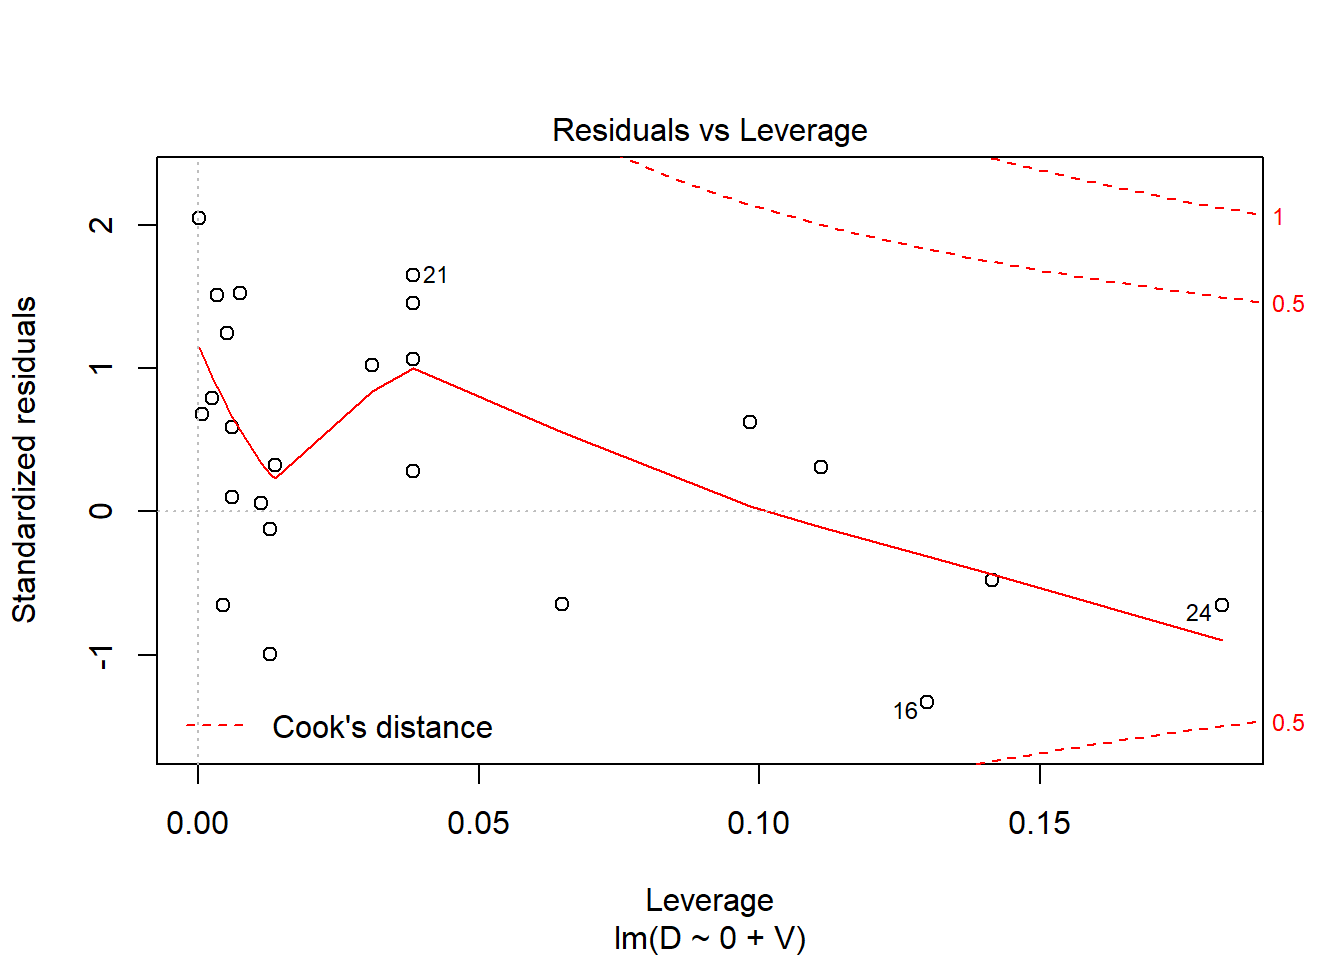 Residuals vs Leverage
Standardized residuals
2
1
0
-1
21
24
16
1
0.5
0.5
Cook's distance
0.00 0.05 0.10 0.15
Leverage
lm(D ~ 0 + V)